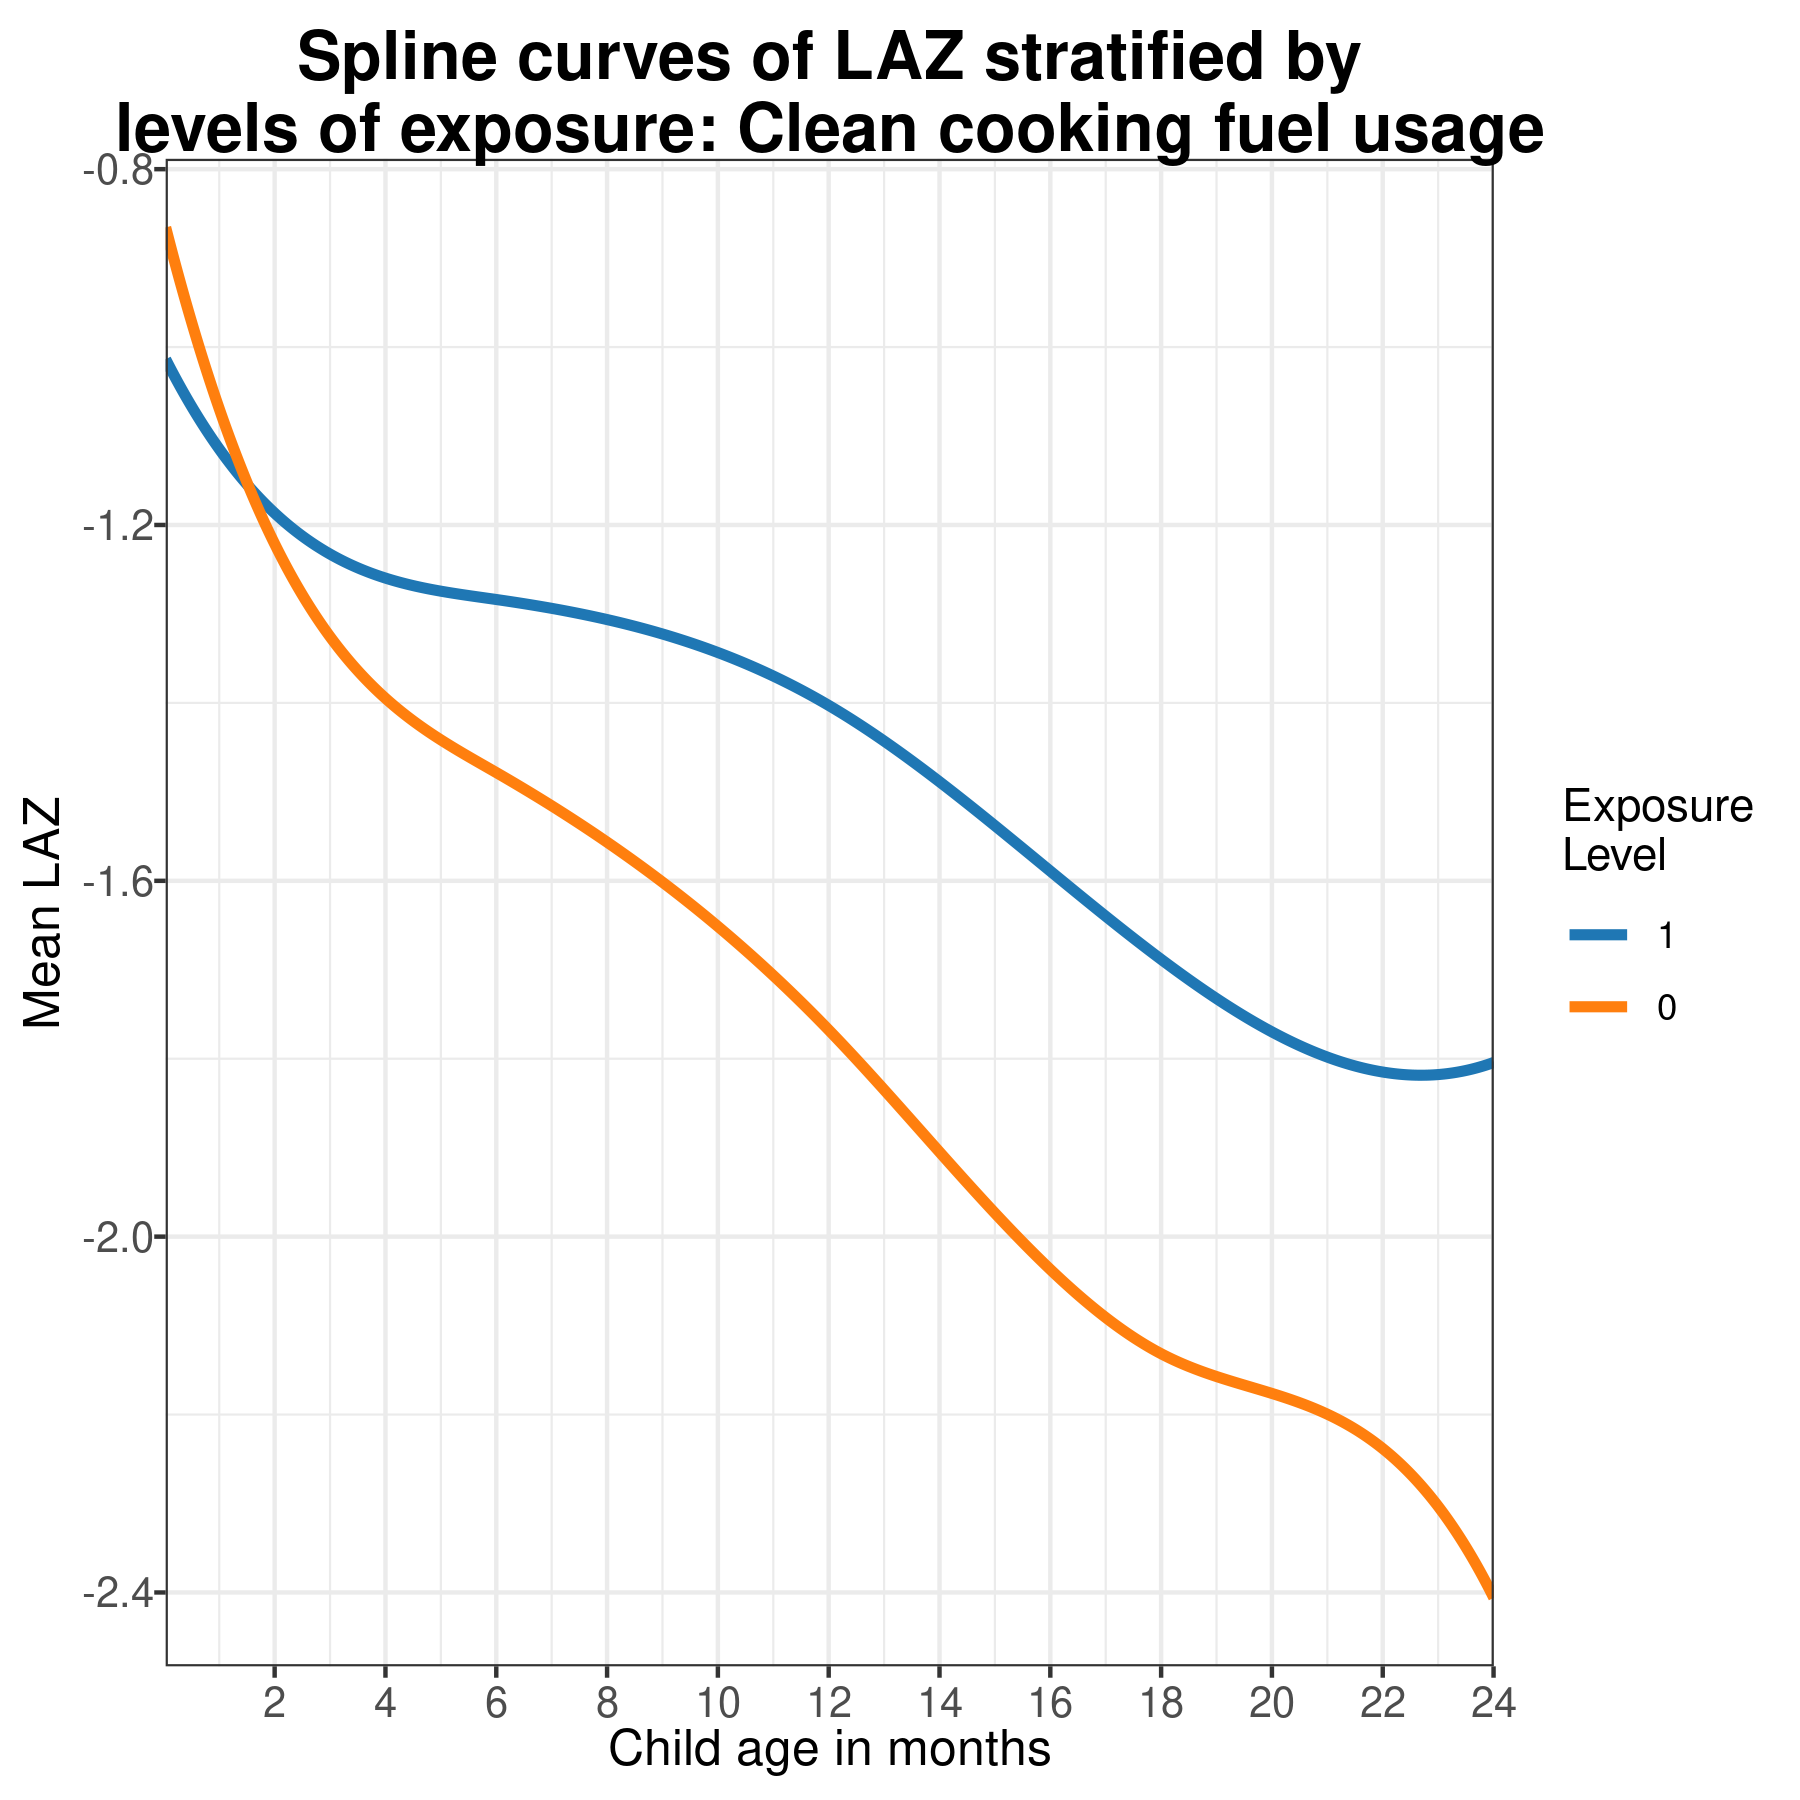 Spline curves of LAZ stratified by
levels of exposure: Clean cooking fuel usage
-0.8
-1.2
-1.6
-2.0
-2.4
Mean LAZ
2 4 6 8 10 12 14 16 18 20 22 24
Child age in months
Exposure
Level
1
0